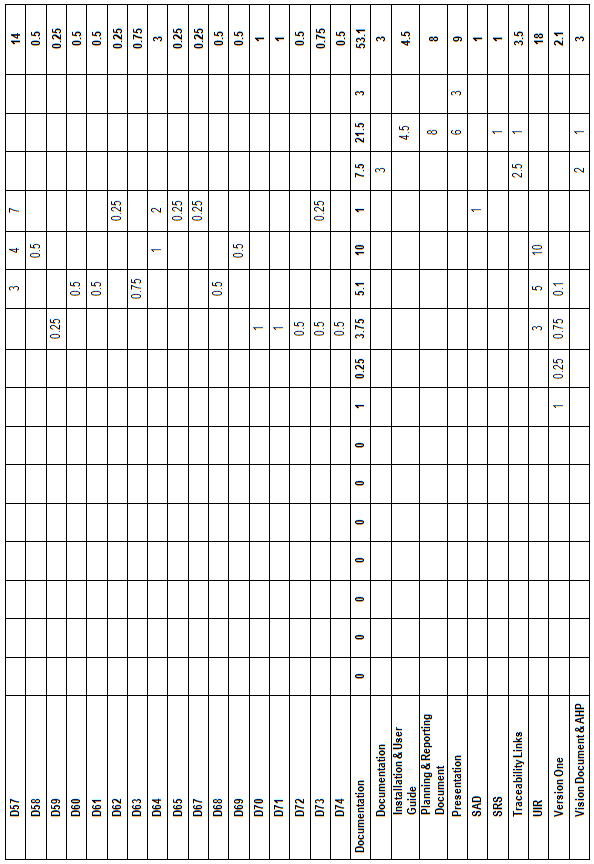 D57 3 4 7 14
D58 0.5 0.5
D59 0.25 0.25
D60 0.5 0.5
D61 0.5 0.5
D62 0.25 0.25
D63 0.75 0.75
D64 1 2 3
D65 0.25 0.25
D67 0.25 0.25
D68 0.5 0.5
D69 0.5 0.5
D70 1 1
D71 1 1
D72 0.5 0.5
D73 0.5 0.25 0.75
D74 0.5 0.5
Documentation 0 0 0 0 0 0 0 1 0.25 3.75 5.1 10 1 7.5 21.5 3 53.1
Documentation 3 3
Installation & User
Guide 4.5 4.5
Planning & Reporting
Document 8 8
Presentation 6 3 9
SAD 1 1
SRS 1 1
Traceability Links 2.5 1 3.5
UIR 3 5 10 18
Version One 1 0.25 0.75 0.1 2.1
Vision Document & AHP 2 1 3